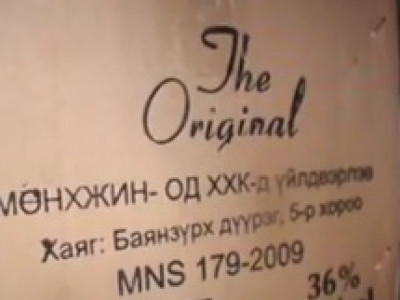 The
Original
МӨНХЖИН- ОД ХХК-д үйлдвэрлэв
Хаяг: Баянзүрх дүүрэг, 5-р хороо
MNS 179-2009
36%